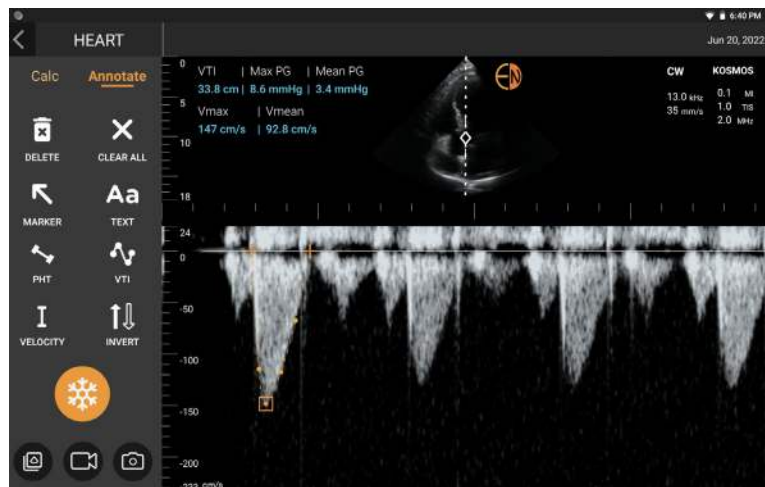 6:40 PM
HEART
Jun 20, 2022
Calc Annotate
DELETE CLEAR ALL
Aa
MARKER TEXT
PHT VTI
VELOCITY INVERT
VTI | Max PG | Mean PG
33.8 cm | 8.6 mmHg | 3.4 mmHg
Vmax | Vmean
147 cm/s | 92.8 cm/s
0
5
10
18
CW KOSMOS
13.0 kHz 0.1 MI
35 mm/s 1.0 TIS
2.0 MHz
24
0
-50
-100
-150
-200
cm/s